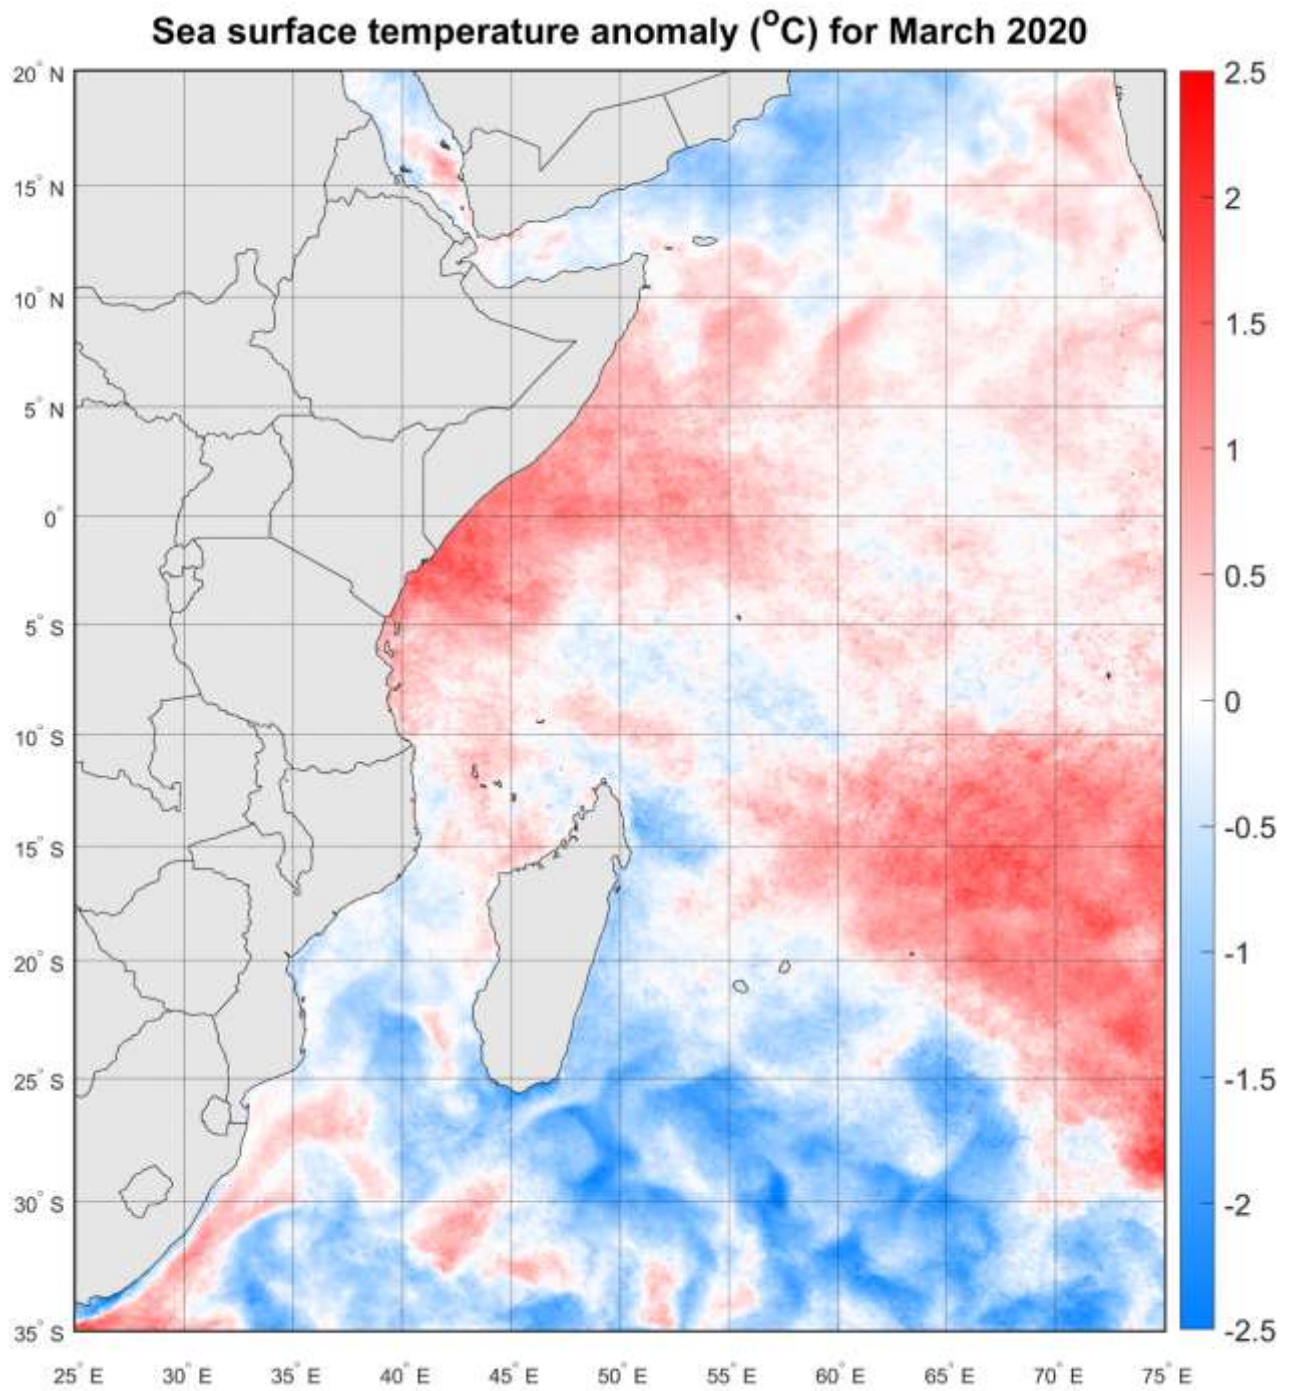 Sea surface temperature anomaly (°C) for March 2020
20° N
15° N
10° N
5° N
0°
5° S
10° S
15° S
20° S
25° S
30° S
35° S
25° E 30° E 35° E 40° E 45° E 50° E 55° E 60° E 65° E 70° E 75° E
2.5
2
1.5
1
0.5
0
-0.5
-1
-1.5
-2
-2.5